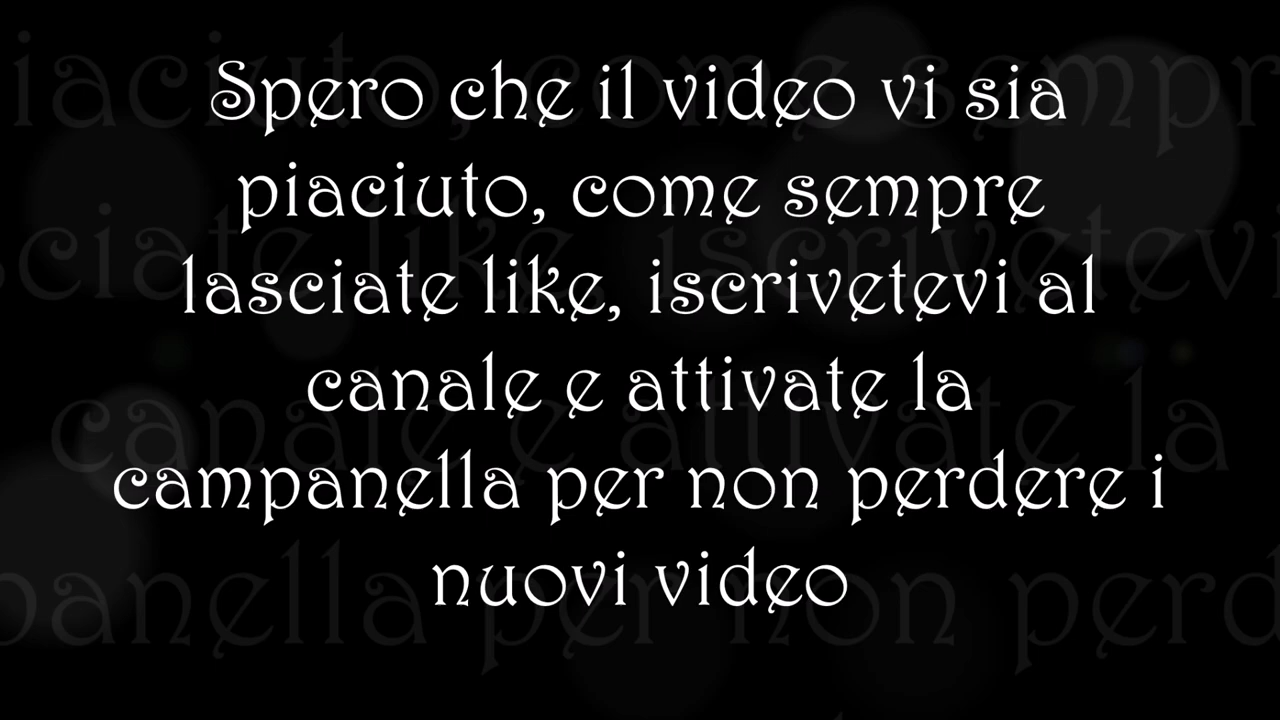 Spero che il video vi sia
piaciuto, come sempre
lasciate like, iscrivetevi al
canale e attivate la
campanella per non perdere i
nuovi video